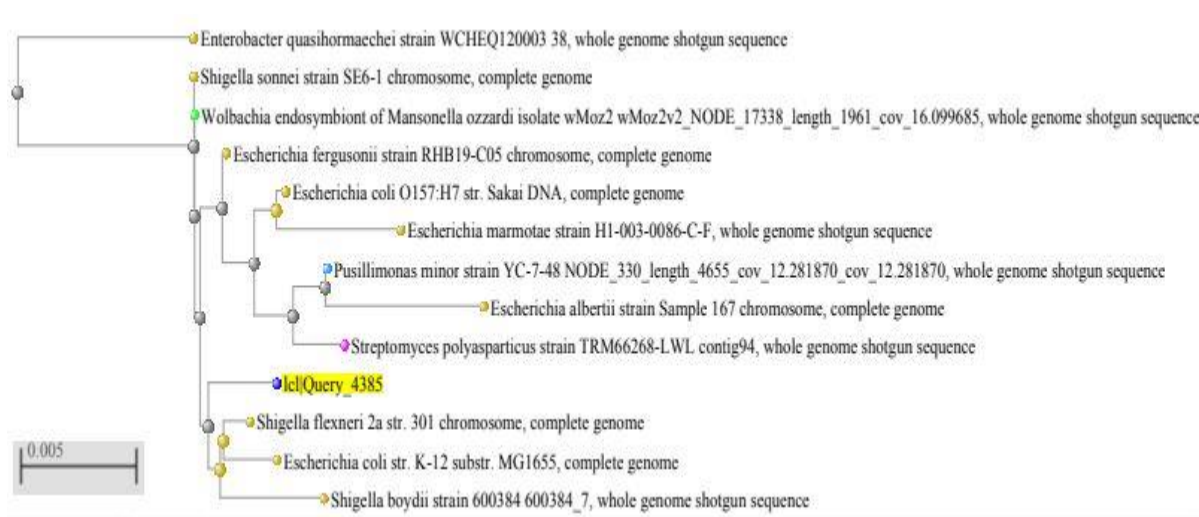 Enterobacter quasihormaechei strain WCHEQ120003 38, whole genome shotgun sequence
Shigella sonnei strain SE6-1 chromosome, complete genome
Wolbachia endosymbiont of Mansonella ozzardi isolate wMoz2 wMoz2v2_NODE_17338_length_1961_cov_16.099685, whole genome shotgun sequence
Escherichia fergusonii strain RHB19-C05 chromosome, complete genome
Escherichia coli O157:H7 str. Sakai DNA, complete genome
Escherichia marmotae strain H1-003-0086-C-F, whole genome shotgun sequence
Pusillimonas minor strain YC-7-48 NODE_330_length_4655_cov_12.281870_cov_12.281870, whole genome shotgun sequence
Escherichia albertii strain Sample 167 chromosome, complete genome
Streptomyces polyasparticus strain TRM66268-LWL contig94, whole genome shotgun sequence
lcl|Query_4385
Shigella flexneri 2a str. 301 chromosome, complete genome
0.005
Escherichia coli str. K-12 substr. MG1655, complete genome
Shigella boydii strain 600384 600384_7, whole genome shotgun sequence